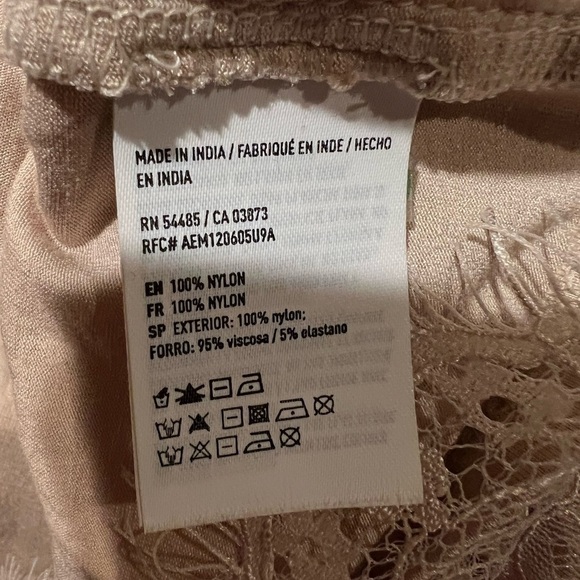 MADE IN INDIA / FABRIQUÉ EN INDE / HECHO
EN INDIA
RN 54485 / CA 03873
RFC# AEM120605U9A
EN 100% NYLON
FR 100% NYLON
SP EXTERIOR: 100% nylon;
FORRO: 95% viscosa / 5% elastano